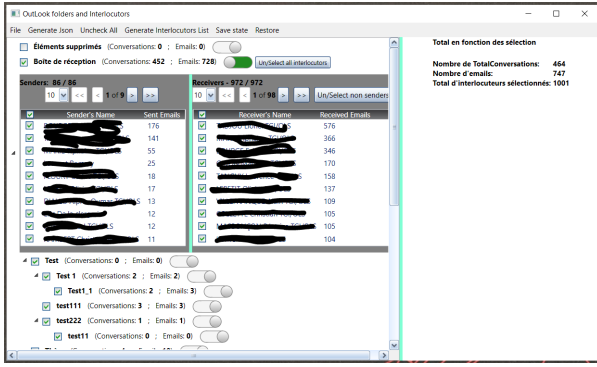 OutLook folders and Interlocutors
File Generate Json Uncheck All Generate Interlocutors List Save state Restore
Éléments supprimés (Conversations: 0 ; Emails: 0)
Boîte de réception (Conversations: 452 ; Emails: 728) Un/Select all interlocutors
Senders: 86 / 86
10 << < 1 of 9 > >>
Sender's Name Sent Emails
176
141
55
25
18
17
13
12
12
11
Receivers - 972 / 972
10 << < 1 of 98 > >> Un/Select non senders
Receiver's Name Received Emails
576
366
346
170
158
137
109
105
105
104
Test (Conversations: 0 ; Emails: 0)
Test 1 (Conversations: 2 ; Emails: 2)
Test1_1 (Conversations: 2 ; Emails: 3)
test111 (Conversations: 3 ; Emails: 3)
test222 (Conversations: 1 ; Emails: 1)
test11 (Conversations: 0 ; Emails: 0)
Total en fonction des sélection
Nombre de TotalConversations: 464
Nombre d'emails: 747
Total d'interlocuteurs sélectionnés: 1001